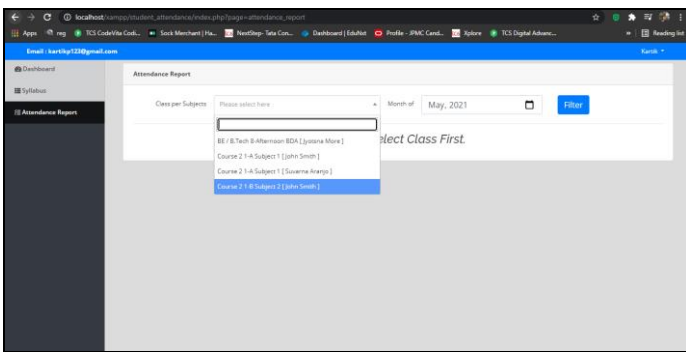 localhost/xampp/student_attendance/index.php?page=attendance_report
Apps
reg
TCS CodeVita Codi...
Sock Merchant | Ha...
NextStep- Tata Con...
Dashboard | EduNet
Profile - JPMC Cand...
Xplore
TCS Digital Advanc...
»
Reading list
Email : kartikp123@gmail.com
Kartik
Dashboard
Syllabus
Attendance Report
Attendance Report
Class per Subjects
Please select here
Month of
May, 2021
Filter
BE / B.Tech B-Afternoon BDA [ Jyotsna More ]
Course 2 1-A Subject 1 [ John Smith ]
Course 2 1-A Subject 1 [ Suvarna Aranjo ]
Course 2 1-B Subject 2 [ John Smith ]
elect Class First.